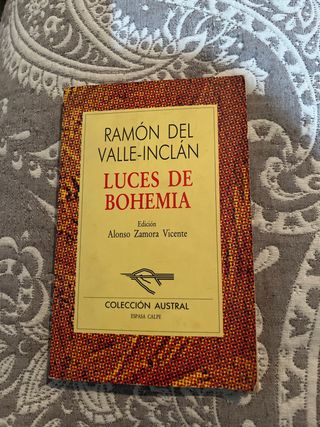 RAMÓN DEL
VALLE-INCLÁN
LUCES DE
BOHEMIA
Edición
Alonso Zamora Vicente
COLECCIÓN AUSTRAL
ESPASA CALPE